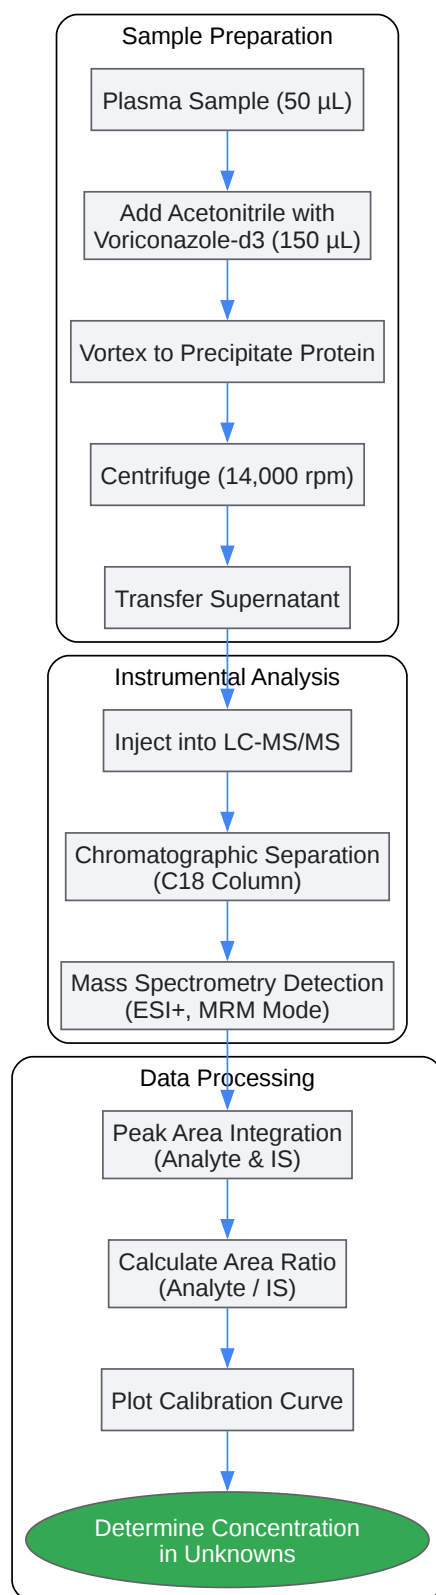 Sample Preparation
Plasma Sample (50 µL)
Add Acetonitrile with
Voriconazole-d3 (150 µL)
Vortex to Precipitate Protein
Centrifuge (14,000 rpm)
Transfer Supernatant
Instrumental Analysis
Inject into LC-MS/MS
Chromatographic Separation
(C18 Column)
Mass Spectrometry Detection
(ESI+, MRM Mode)
Data Processing
Peak Area Integration
(Analyte & IS)
Calculate Area Ratio
(Analyte / IS)
Plot Calibration Curve
Determine Concentration
in Unknowns